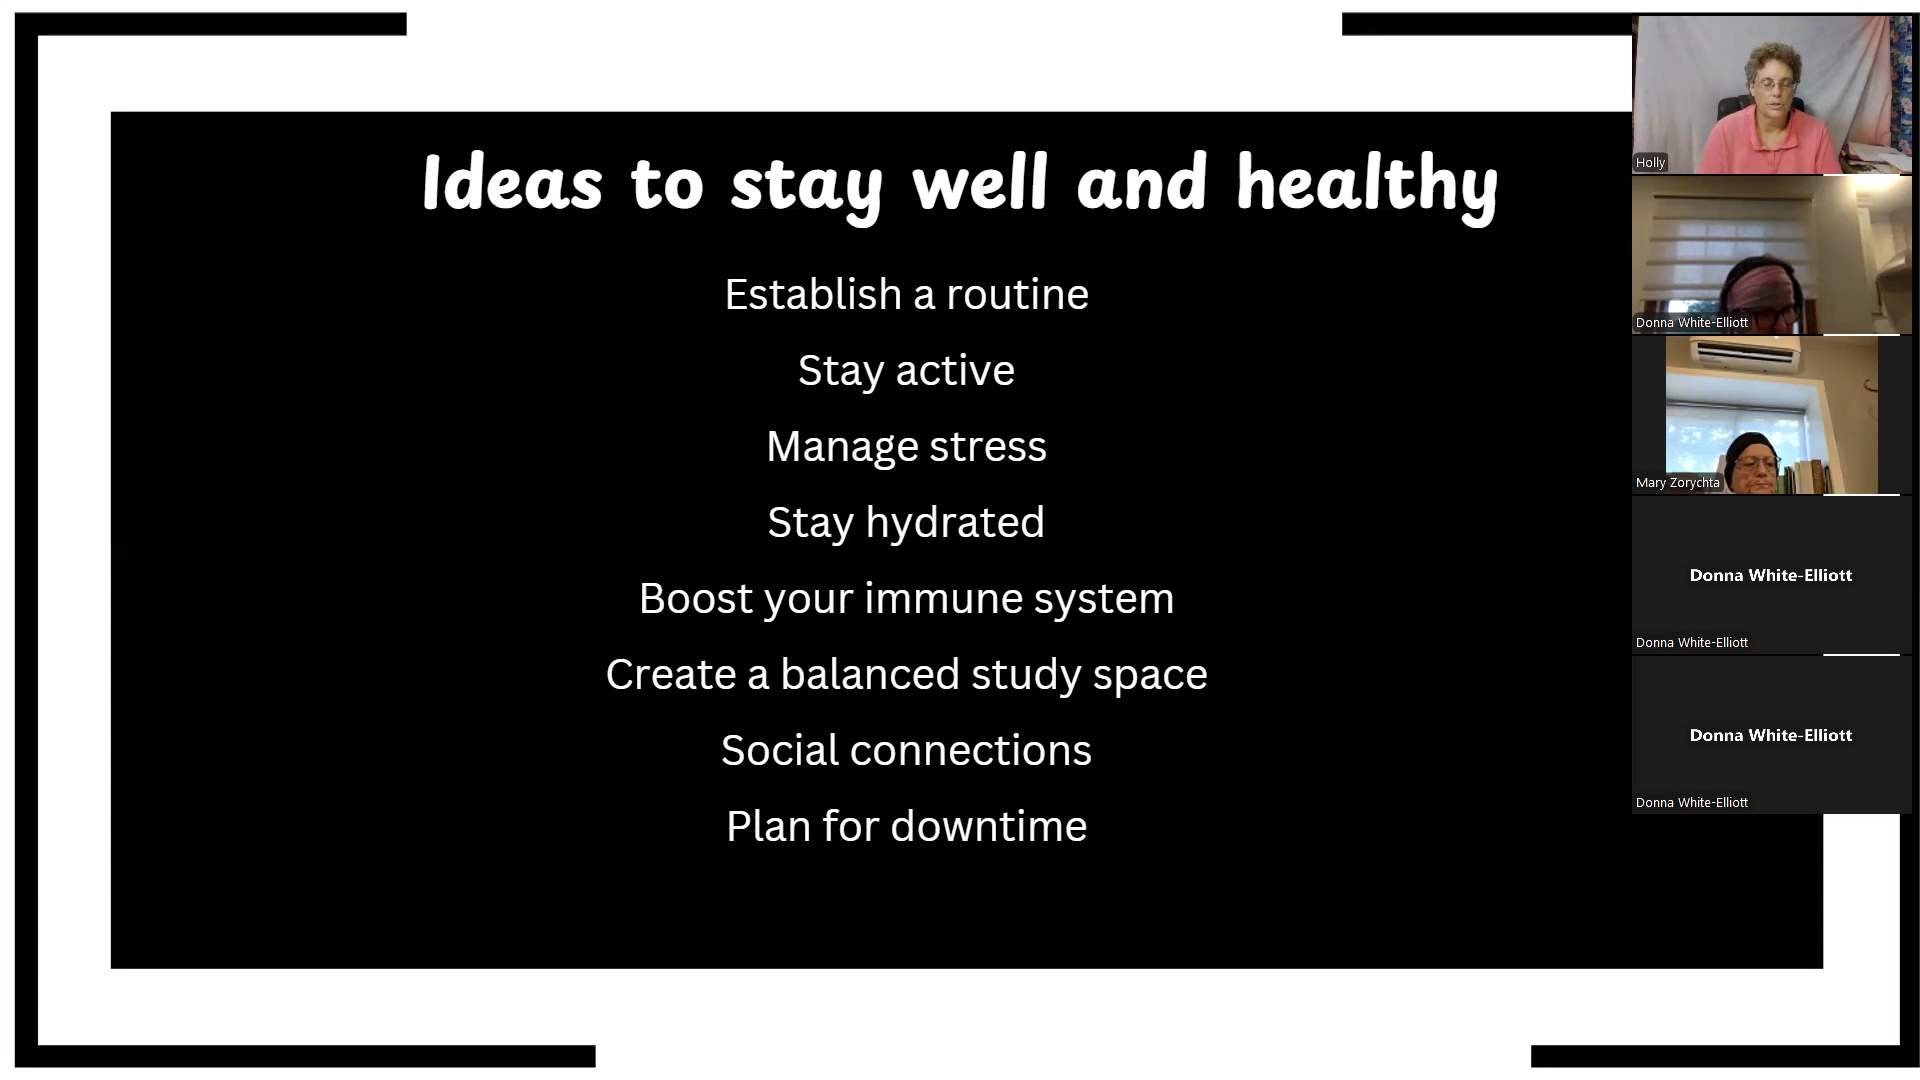 Ideas to stay well and healthy
Establish a routine
Stay active
Manage stress
Stay hydrated
Boost your immune system
Create a balanced study space
Social connections
Plan for downtime
Holly
Donna White-Elliott
Mary Zorychta
Donna White-Elliott
Donna White-Elliott
Donna White-Elliott
Donna White-Elliott